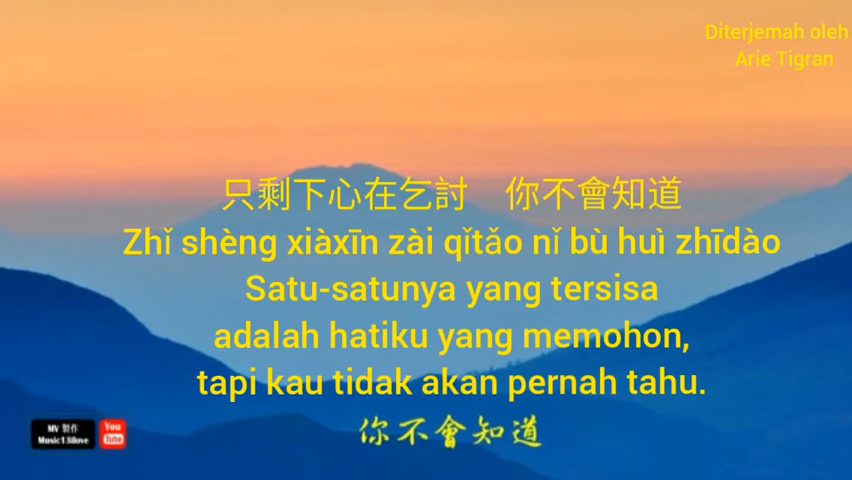 Diterjemah oleh
Arie Tigran
只剩下心在乞討 你不會知道
Zhǐ shèng xiàxīn zài qǐtǎo nǐ bù huì zhīdào
Satu-satunya yang tersisa
adalah hatiku yang memohon,
tapi kau tidak akan pernah tahu.
你不會知道
MV 製作
Music13ilove
You
Tube